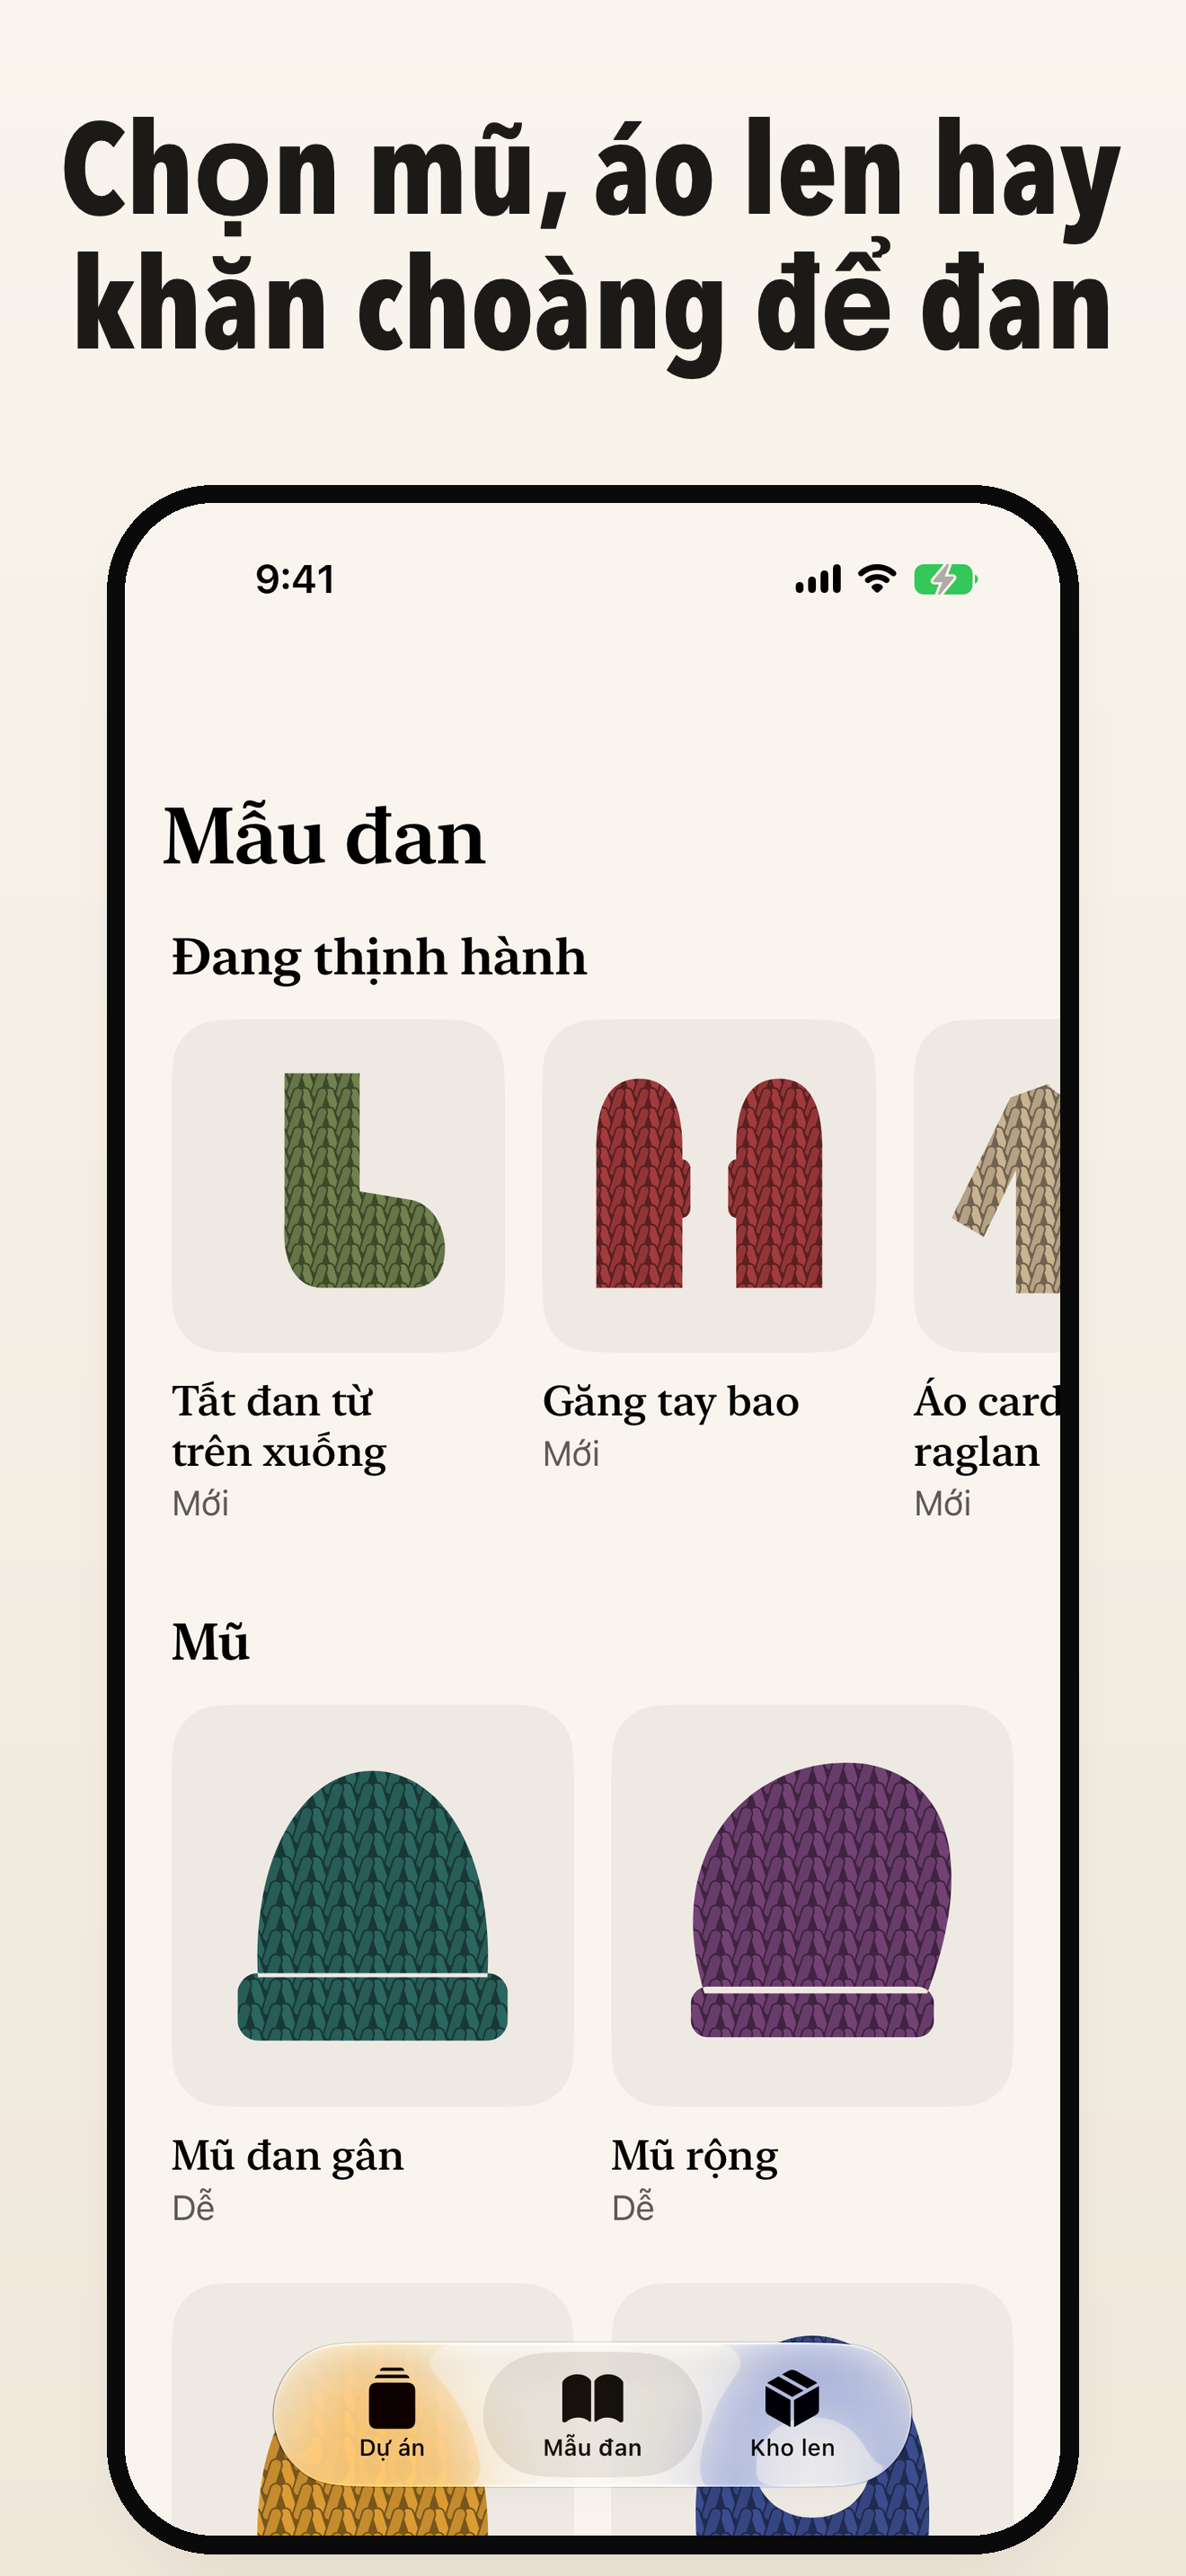 Chọn mũ, áo len hay
khăn choàng để đan
9:41
Mẫu đan
Đang thịnh hành
Tất đan từ
trên xuống
Mới
Găng tay bao
Mới
Áo card
raglan
Mới
Mũ
Mũ đan gân
Dễ
Mũ rộng
Dễ
Dự án
Mẫu đan
Kho len